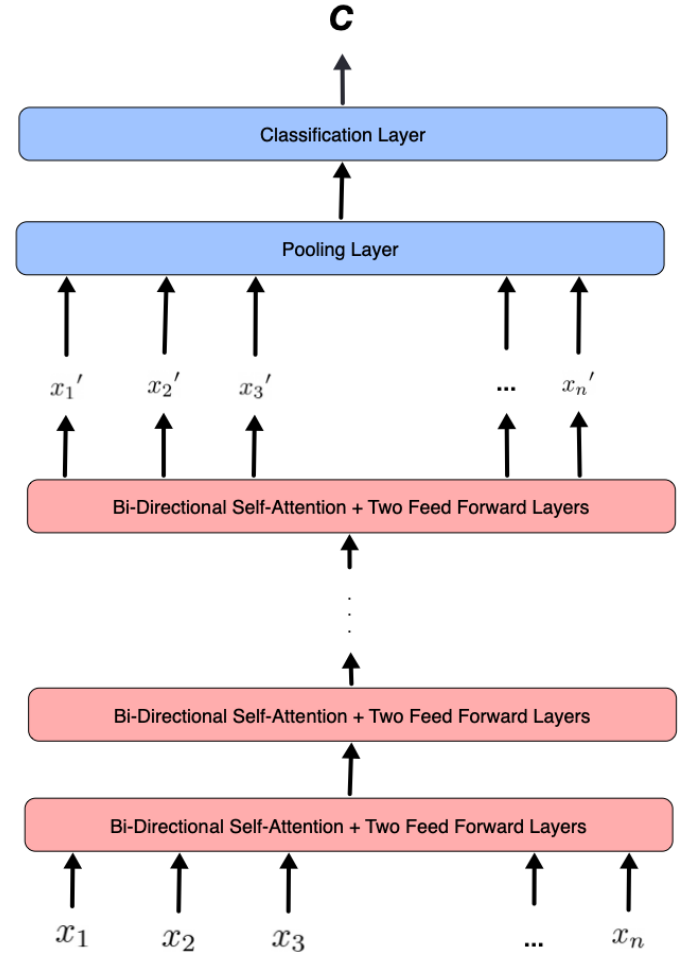 C
Classification Layer
Pooling Layer
x₁′ x₂′ x₃′ ... xₙ′
Bi-Directional Self-Attention + Two Feed Forward Layers
.
.
.
Bi-Directional Self-Attention + Two Feed Forward Layers
Bi-Directional Self-Attention + Two Feed Forward Layers
x₁ x₂ x₃ ... xₙ